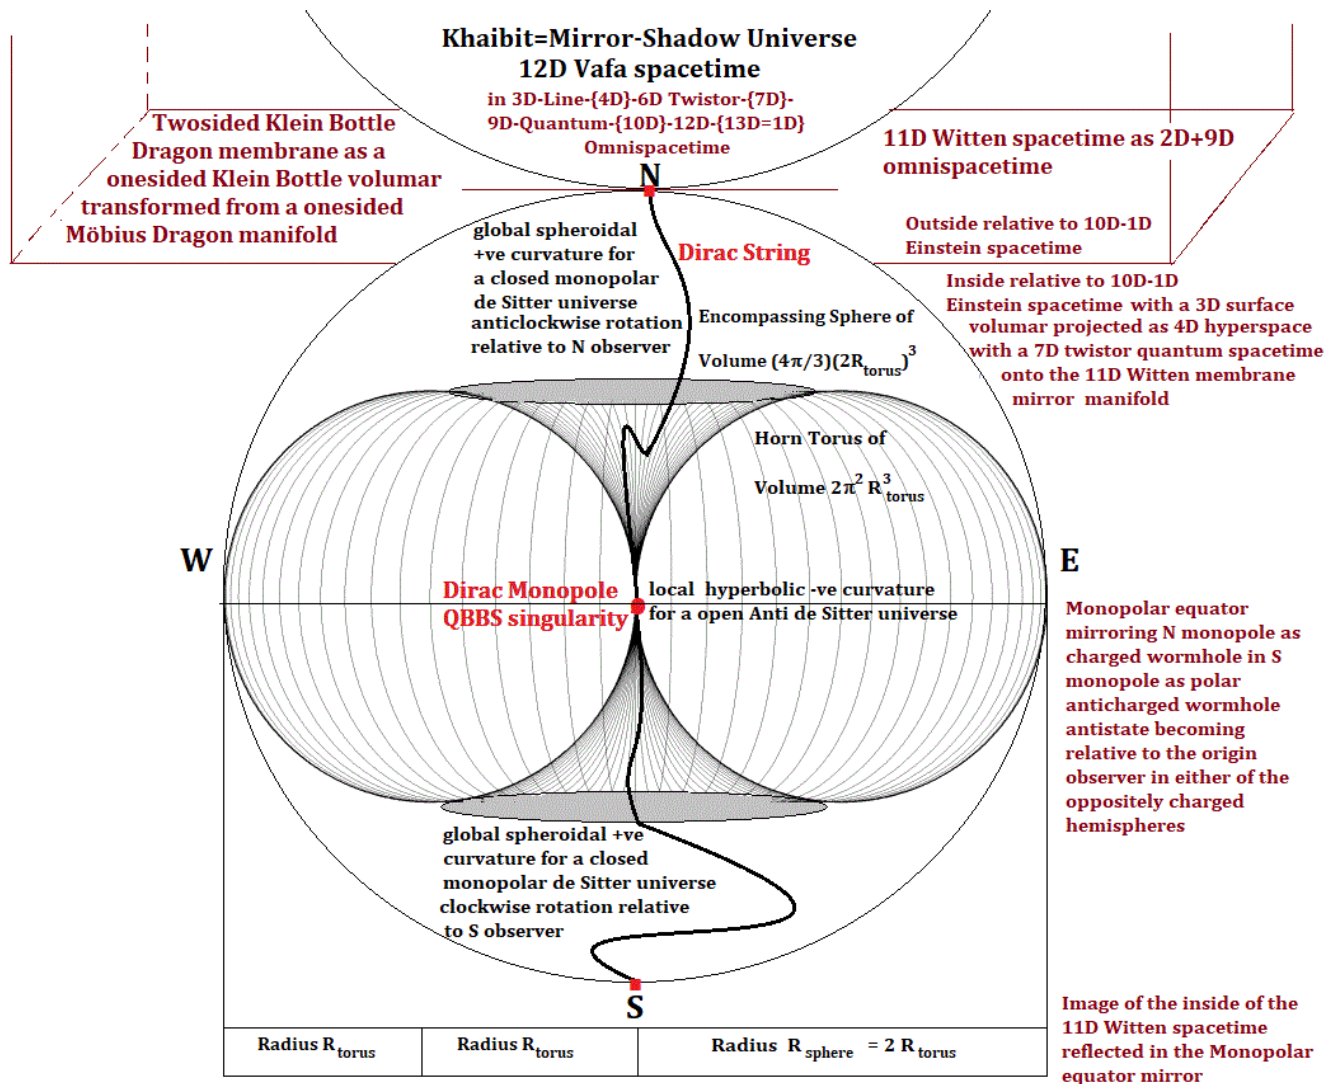 Khaibit=Mirror-Shadow Universe
12D Vafa spacetime
in 3D-Line-{4D}-6D Twistor-{7D}-
9D-Quantum-{10D}-12D-{13D=1D}
Omnispacetime
Twosided Klein Bottle
Dragon membrane as a
onesided Klein Bottle volumar
transformed from a onesided
Möbius Dragon manifold
11D Witten spacetime as 2D+9D
omnispacetime
Outside relative to 10D-1D
Einstein spacetime
Inside relative to 10D-1D
Einstein spacetime with a 3D surface
volumar projected as 4D hyperspace
with a 7D twistor quantum spacetime
onto the 11D Witten membrane
mirror manifold
N
global spheroidal
+ve curvature for
a closed monopolar
de Sitter universe
anticlockwise rotation
relative to N observer
Dirac String
Encompassing Sphere of
Volume (4π/3)(2R_torus)^3
Horn Torus of
Volume 2π^2 R^3_torus
W
E
Dirac Monopole
QBBS singularity
local hyperbolic -ve curvature
for a open Anti de Sitter universe
Monopolar equator
mirroring N monopole as
charged wormhole in S
monopole as polar
anticharged wormhole
antistate becoming
relative to the origin
observer in either of the
oppositely charged
hemispheres
global spheroidal +ve
curvature for a closed
monopolar de Sitter universe
clockwise rotation relative
to S observer
S
Radius R_torus
Radius R_torus
Radius R_sphere = 2 R_torus
Image of the inside of the
11D Witten spacetime
reflected in the Monopolar
equator mirror